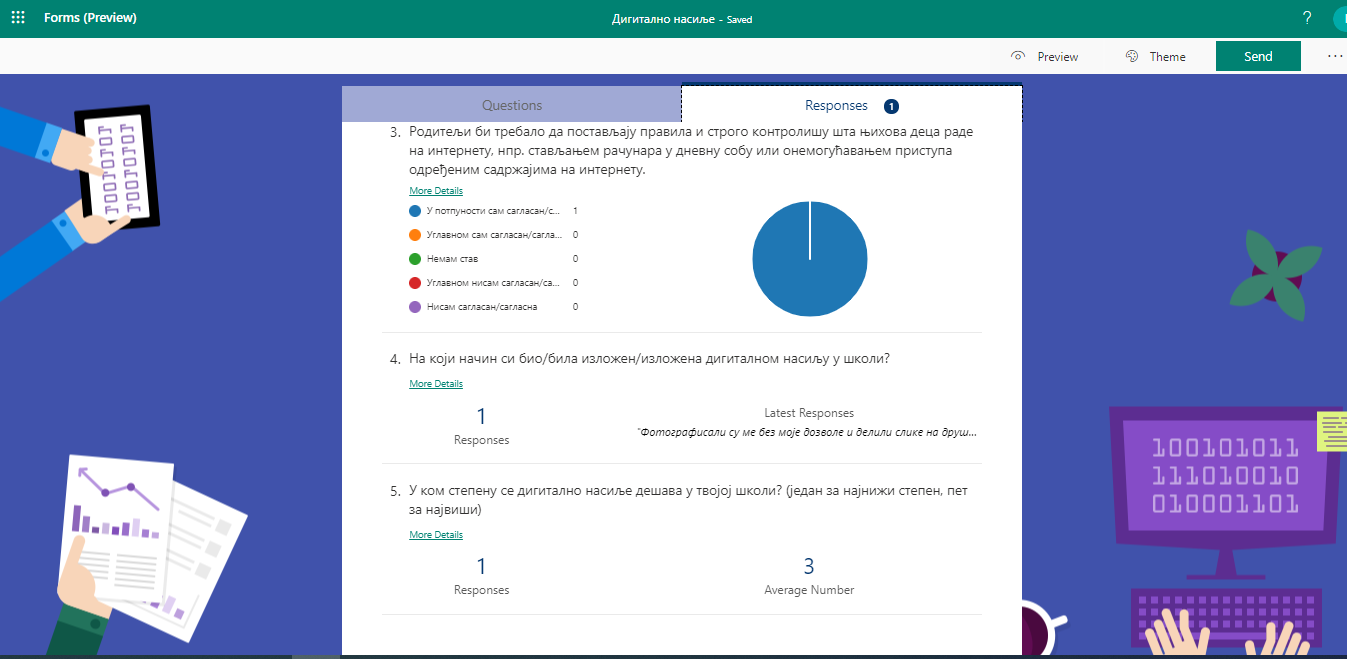 Forms (Preview)
Дигитално насиље - Saved
?
Preview
Theme
Send
...
Questions
Responses 1
3. Родитељи би требало да постављају правила и строго контролишу шта њихова деца раде
на интернету, нпр. стављањем рачунара у дневну собу или онемогућавањем приступа
одређеним садржајима на интернету.
More Details
У потпуности сам сагласан/с... 1
Углавном сам сагласан/сагла... 0
Немам став 0
Углавном нисам сагласан/са... 0
Нисам сагласан/сагласна 0
4. На који начин си био/била изложен/изложена дигиталном насиљу у школи?
More Details
1
Responses
Latest Responses
"Фотографисали су ме без моје дозволе и делили слике на друш...
5. У ком степену се дигитално насиље дешава у твојој школи? (један за најнижи степен, пет
за највиши)
More Details
1
Responses
3
Average Number
100101011
111010010
010001101